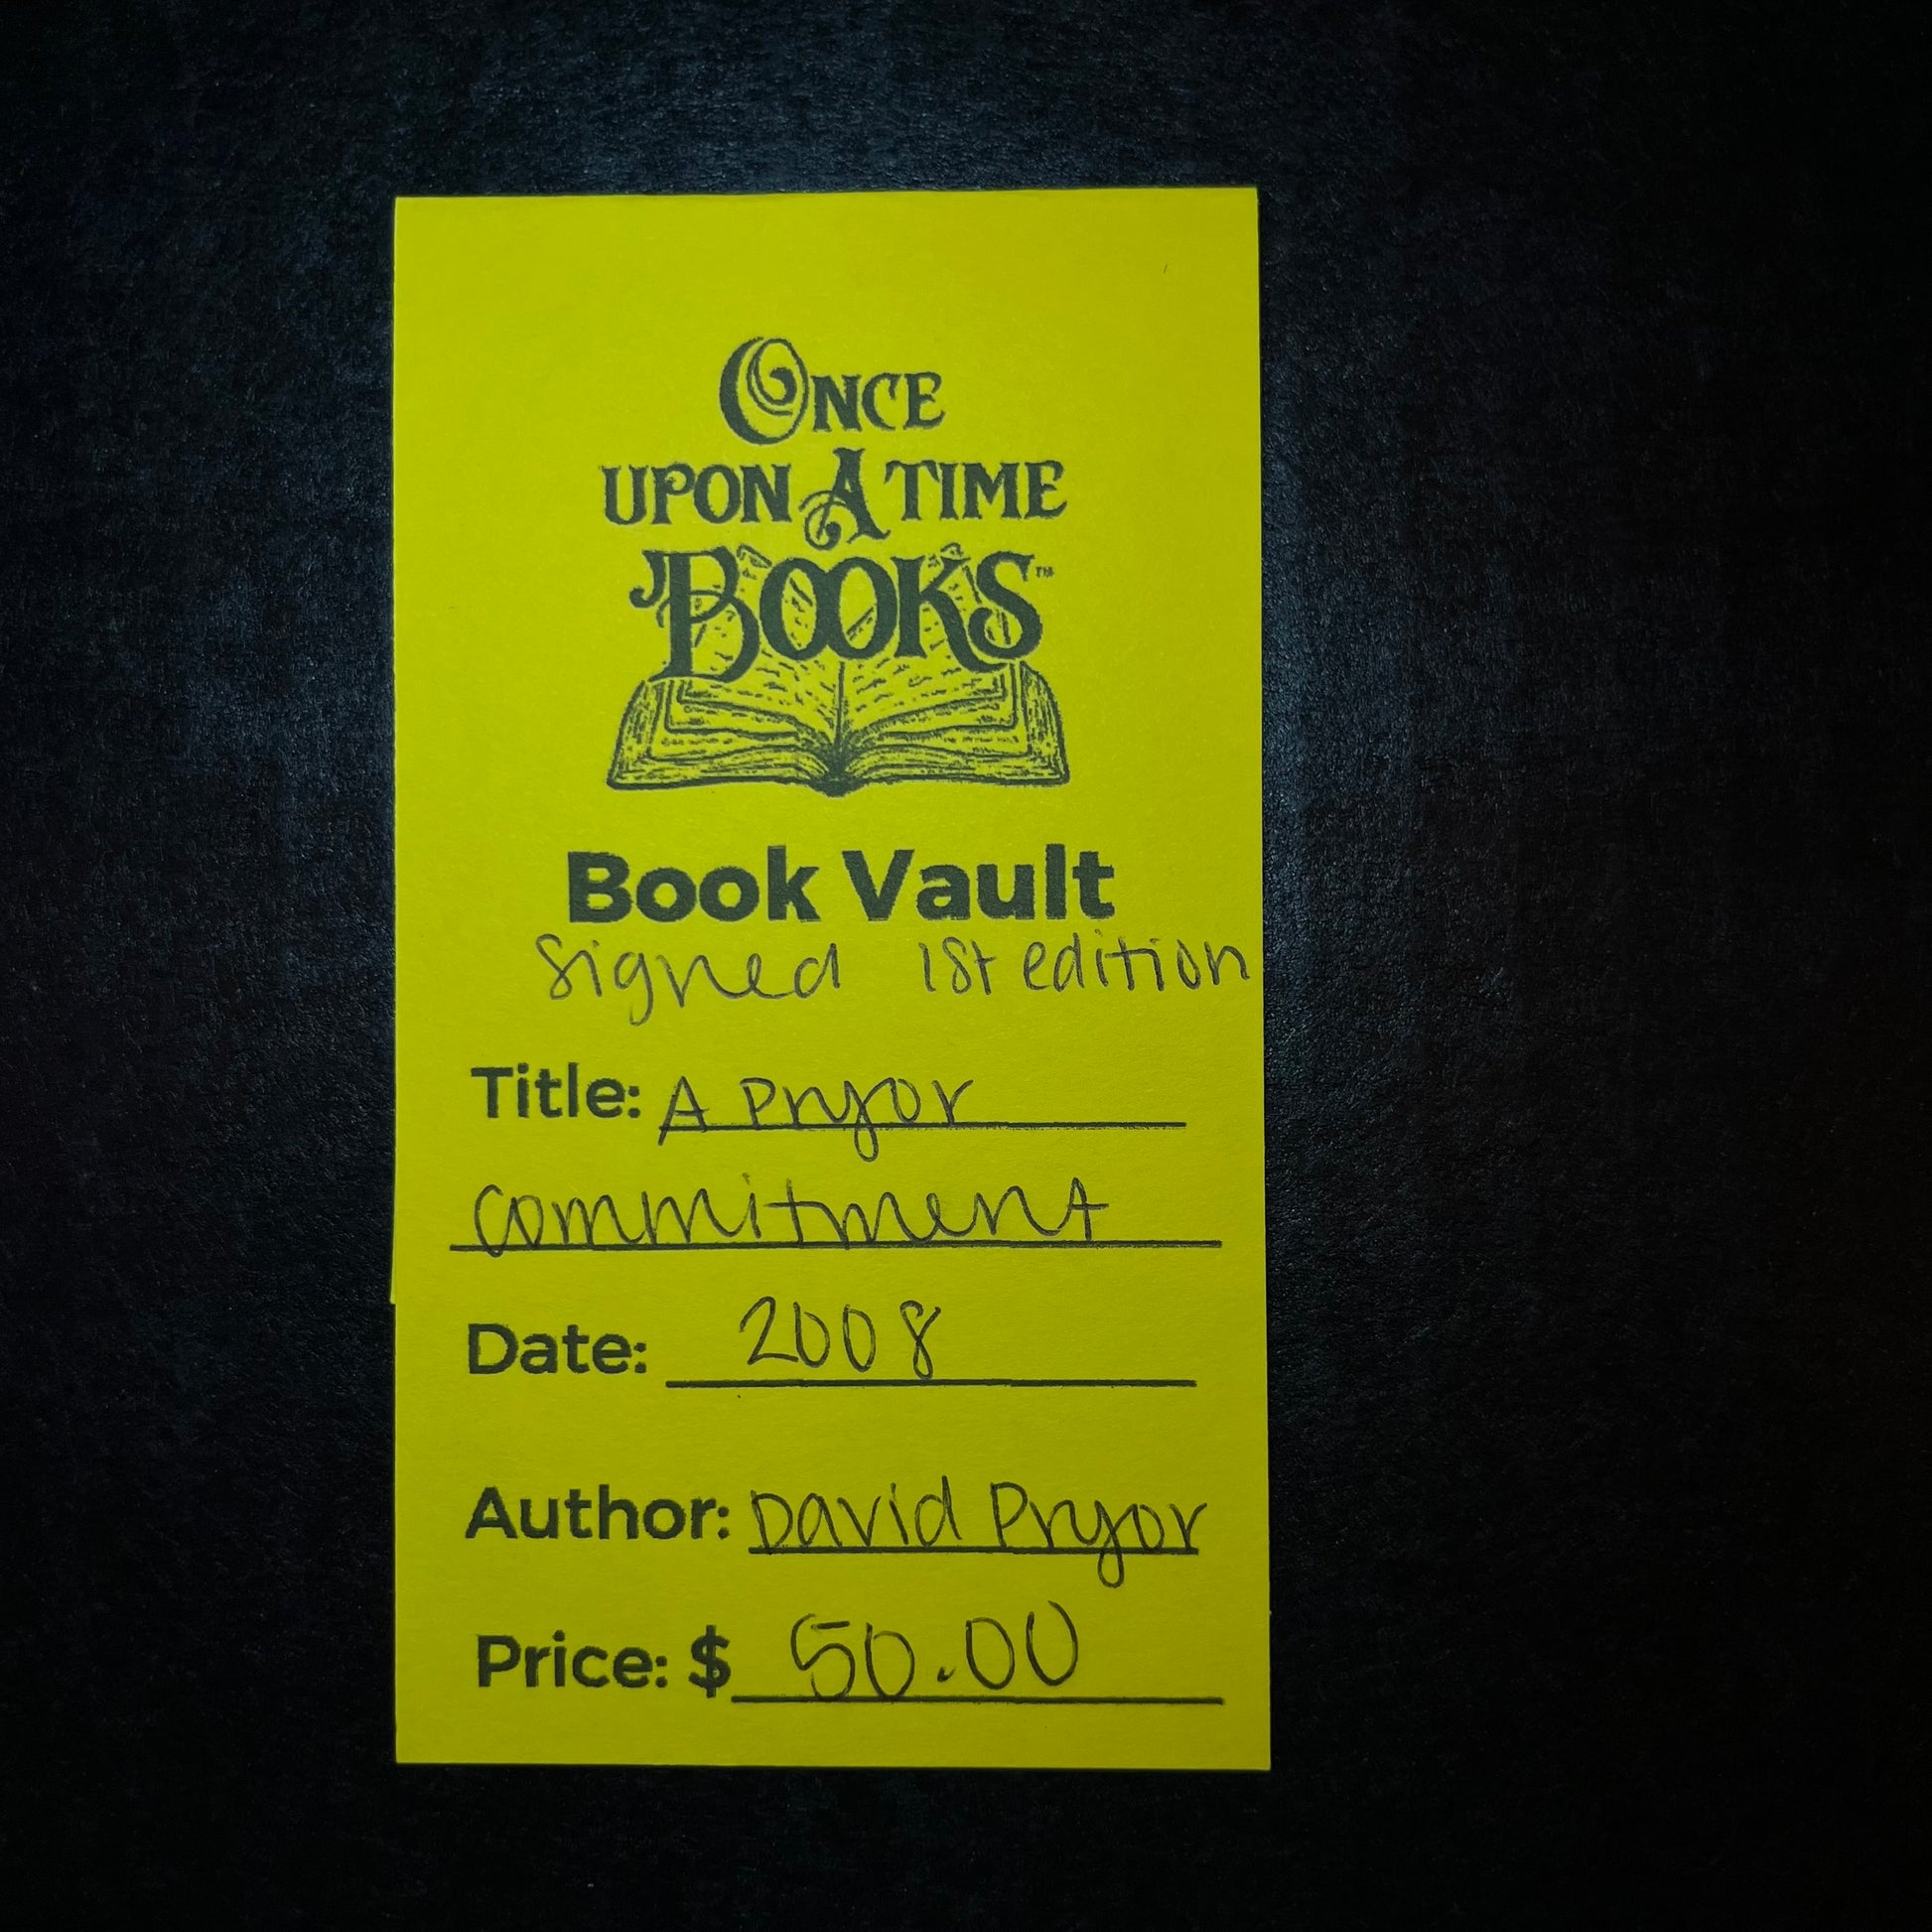 ONCE
UPON A TIME
BOOKS™
Book Vault
Signed 1st edition
Title: A Pryor
Commitment
Date: 2008
Author: David Pryor
Price: $ 50.00